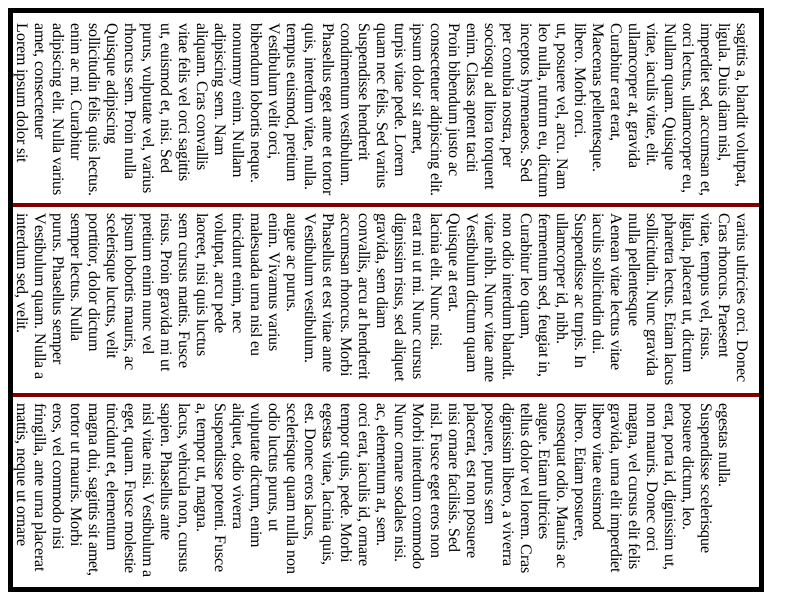 Lorem ipsum dolor sit
amet, consectetuer
adipiscing elit. Nulla varius
enim ac mi. Curabitur
sollicitudin felis quis lectus.
Quisque adipiscing
rhoncus sem. Proin nulla
purus, vulputate vel, varius
ut, euismod et, nisi. Sed
vitae felis vel orci sagittis
aliquam. Cras convallis
adipiscing sem. Nam
nonummy enim. Nullam
bibendum lobortis neque.
Vestibulum velit orci,
tempus euismod, pretium
quis, interdum vitae, nulla.
Phasellus eget ante et tortor
condimentum vestibulum.
Suspendisse hendrerit
quam nec felis. Sed varius
turpis vitae pede. Lorem
ipsum dolor sit amet,
consectetuer adipiscing elit.
Proin bibendum justo ac
enim. Class aptent taciti
sociosqu ad litora torquent
per conubia nostra, per
inceptos hymenaeos. Sed
leo nulla, rutrum eu, dictum
ut, posuere vel, arcu. Nam
libero. Morbi orci.
Maecenas pellentesque.
Curabitur erat erat,
ullamcorper at, gravida
vitae, iaculis vitae, elit.
Nullam quam. Quisque
orci lectus, ullamcorper eu,
imperdiet sed, accumsan et,
ligula. Duis diam nisl,
sagittis a, blandit volutpat,
interdum sed, velit.
Vestibulum quam. Nulla a
purus. Phasellus semper
semper lectus. Nulla
porttitor, dolor dictum
scelerisque luctus, velit
ipsum lobortis mauris, ac
pretium enim nunc vel
risus. Proin gravida mi ut
sem cursus mattis. Fusce
laoreet, nisi quis luctus
volutpat, arcu pede
tincidunt enim, nec
malesuada urna nisl eu
enim. Vivamus varius
augue ac purus.
Vestibulum vestibulum.
Phasellus et est vitae ante
accumsan rhoncus. Morbi
convallis, arcu at hendrerit
gravida, sem diam
dignissim risus, sed aliquet
erat mi ut mi. Nunc cursus
lacinia elit. Nunc nisi.
Quisque at erat.
Vestibulum dictum quam
vitae nibh. Nunc vitae ante
non odio interdum blandit.
Curabitur leo quam,
fermentum sed, feugiat in,
ullamcorper id, nibh.
Suspendisse ac turpis. In
iaculis sollicitudin dui.
Aenean vitae lectus vitae
nulla pellentesque
sollicitudin. Nunc gravida
pharetra lectus. Etiam lacus
ligula, placerat ut, dictum
vitae, tempus vel, risus.
Cras rhoncus. Praesent
varius ultricies orci. Donec
mattis, neque ut ornare
fringilla, ante urna placerat
eros, vel commodo nisi
tortor ut mauris. Morbi
magna dui, sagittis sit amet,
tincidunt et, elementum
eget, quam. Fusce molestie
nisl vitae nisi. Vestibulum a
sapien. Phasellus ante
lacus, vehicula non, cursus
a, tempor ut, magna.
Suspendisse potenti. Fusce
aliquet, odio viverra
vulputate dictum, enim
odio luctus purus, ut
scelerisque quam nulla non
est. Donec eros lacus,
egestas vitae, lacinia quis,
tempor quis, pede. Morbi
orci erat, iaculis id, ornare
ac, elementum at, sem.
Nunc ornare sodales nisi.
Morbi interdum commodo
nisl. Fusce eget eros non
nisi ornare facilisis. Sed
placerat, est non posuere
posuere, purus sem
dignissim libero, a viverra
tellus dolor vel lorem. Cras
augue. Etiam ultricies
consequat odio. Mauris ac
libero. Etiam posuere,
libero vitae euismod
gravida, urna elit imperdiet
magna, vel cursus elit felis
non mauris. Donec orci
erat, porta id, dignissim ut,
posuere dictum, leo.
Suspendisse scelerisque
egestas nulla.